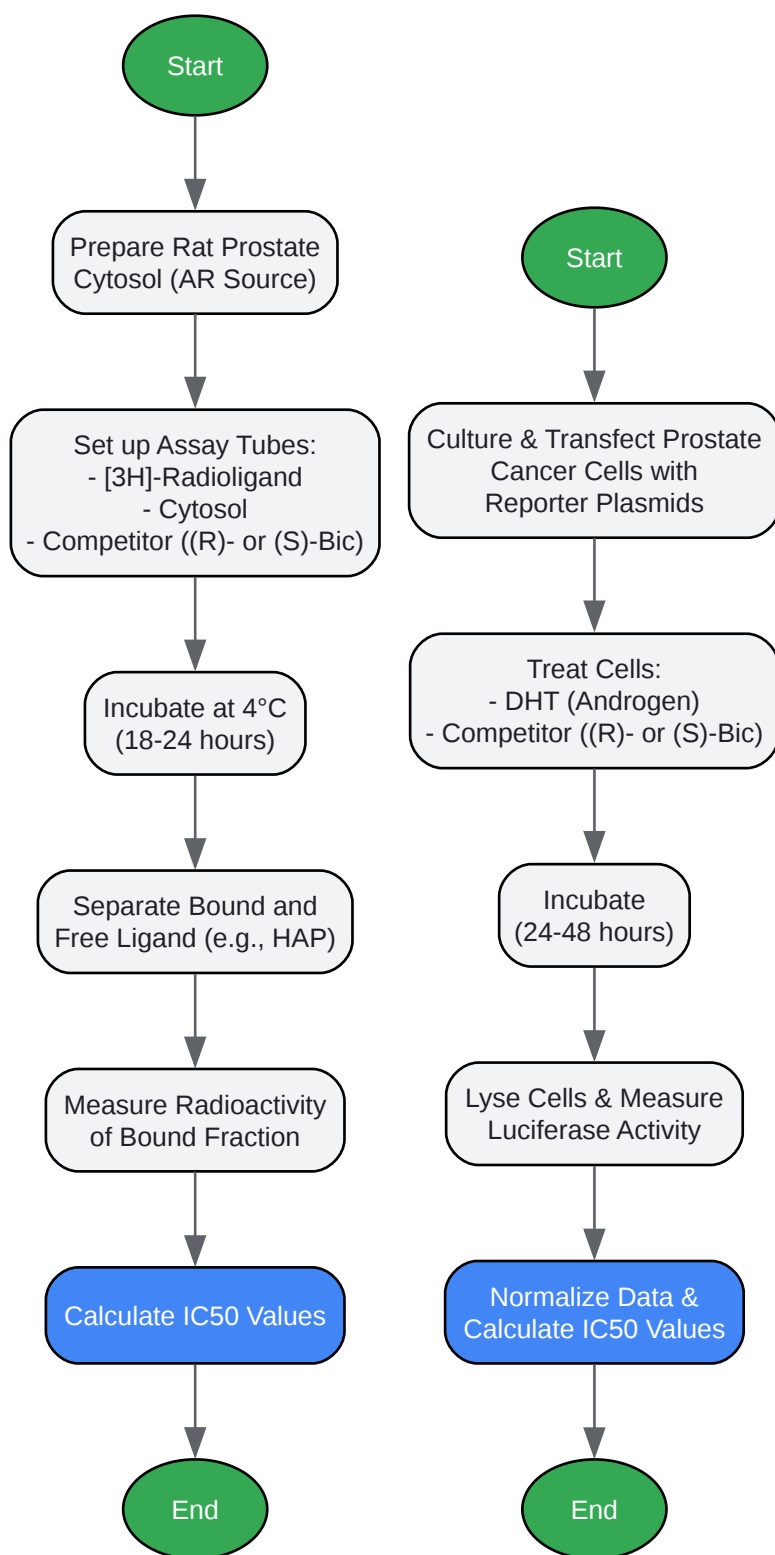 Start
Prepare Rat Prostate
Cytosol (AR Source)
Set up Assay Tubes:
- [3H]-Radioligand
- Cytosol
- Competitor ((R)- or (S)-Bic)
Incubate at 4°C
(18-24 hours)
Separate Bound and
Free Ligand (e.g., HAP)
Measure Radioactivity
of Bound Fraction
Calculate IC50 Values
End
Start
Culture & Transfect Prostate
Cancer Cells with
Reporter Plasmids
Treat Cells:
- DHT (Androgen)
- Competitor ((R)- or (S)-Bic)
Incubate
(24-48 hours)
Lyse Cells & Measure
Luciferase Activity
Normalize Data &
Calculate IC50 Values
End